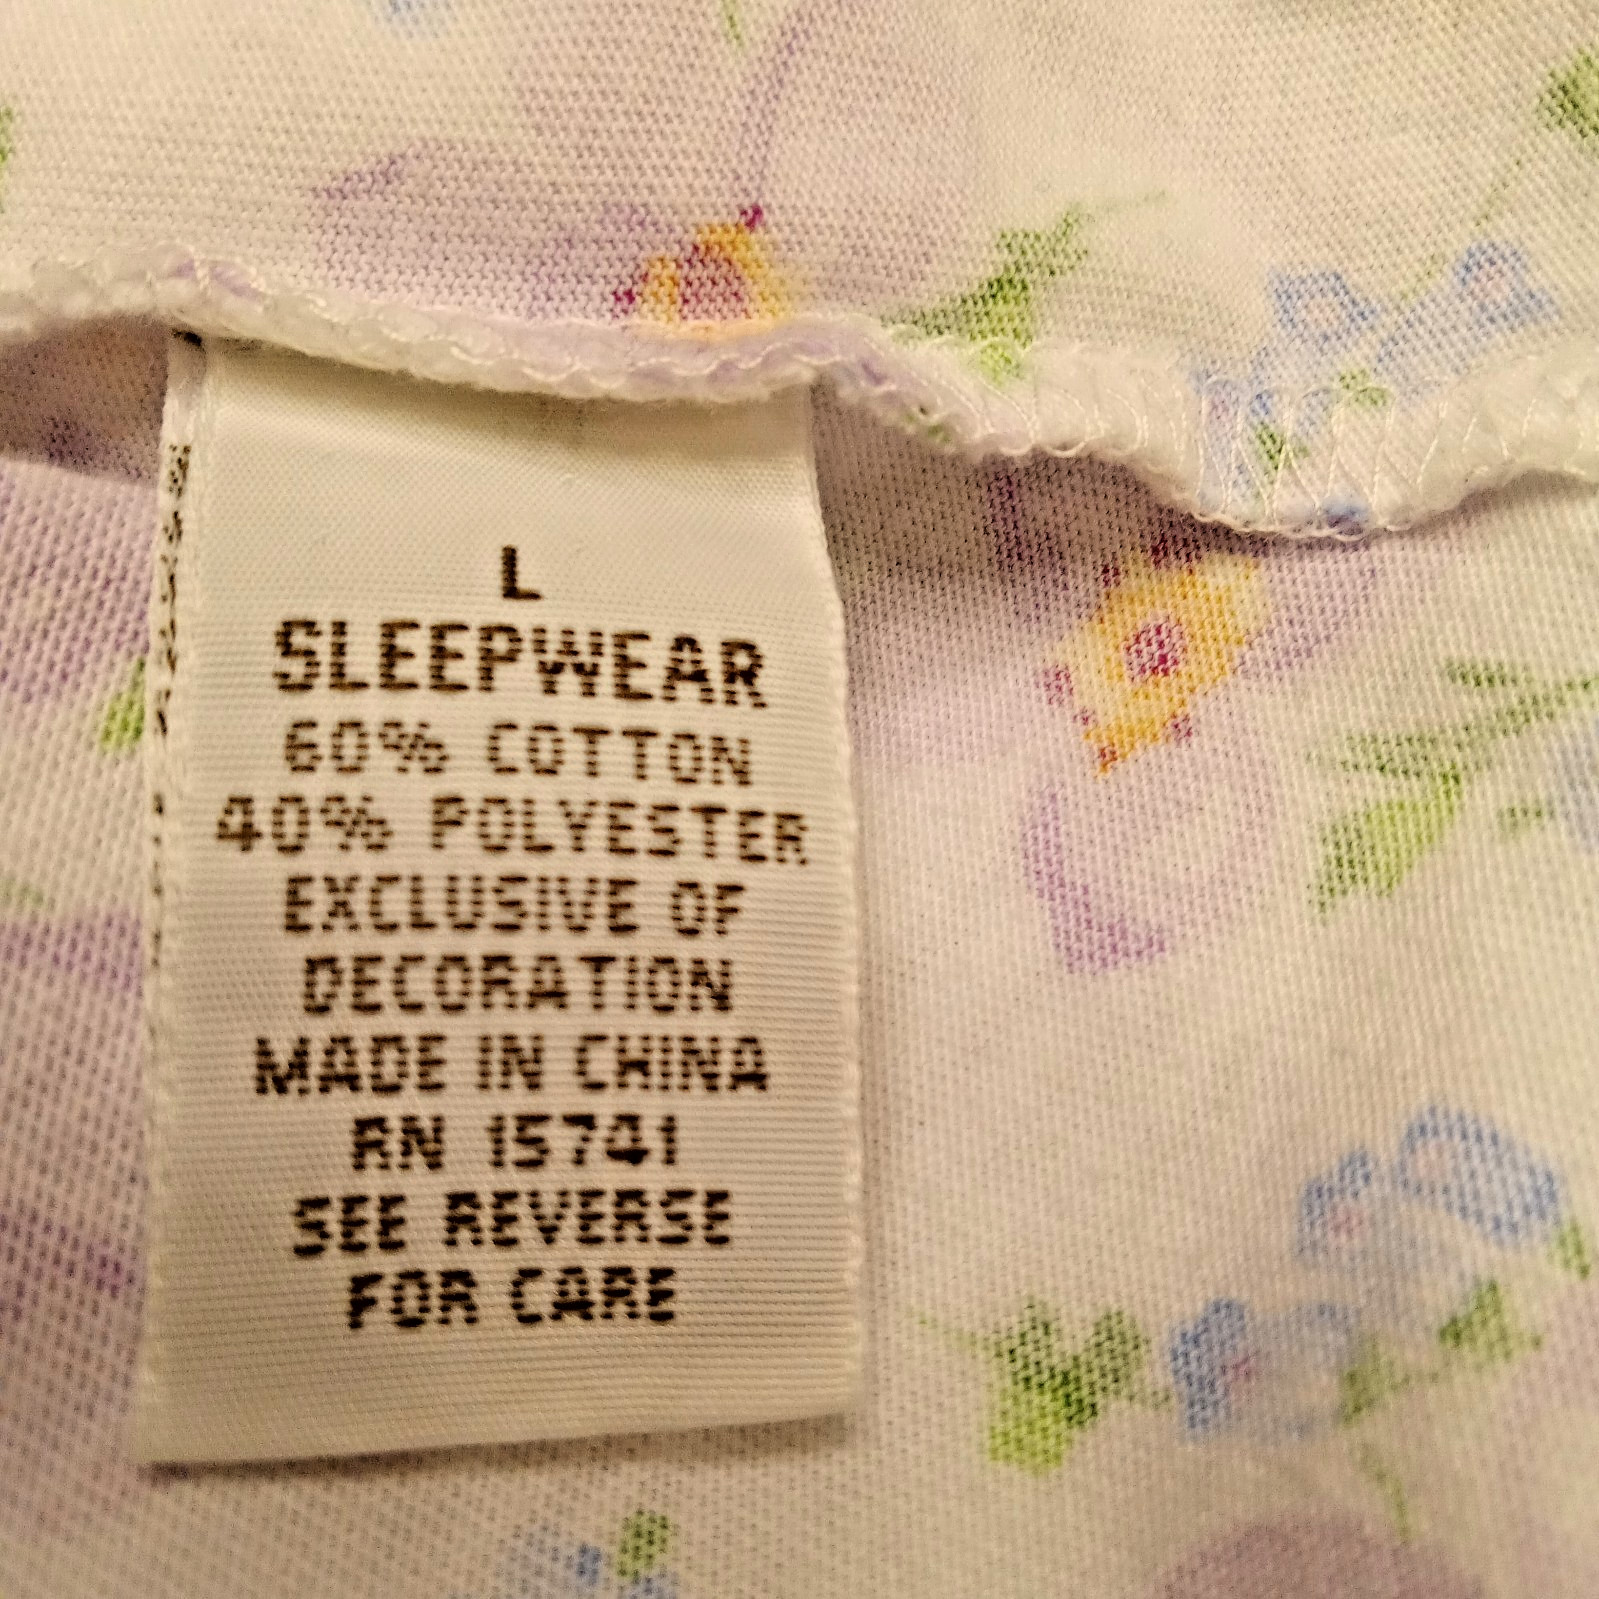 L
SLEEPWEAR
60% COTTON
40% POLYESTER
EXCLUSIVE OF
DECORATION
MADE IN CHINA
RN 15741
SEE REVERSE
FOR CARE